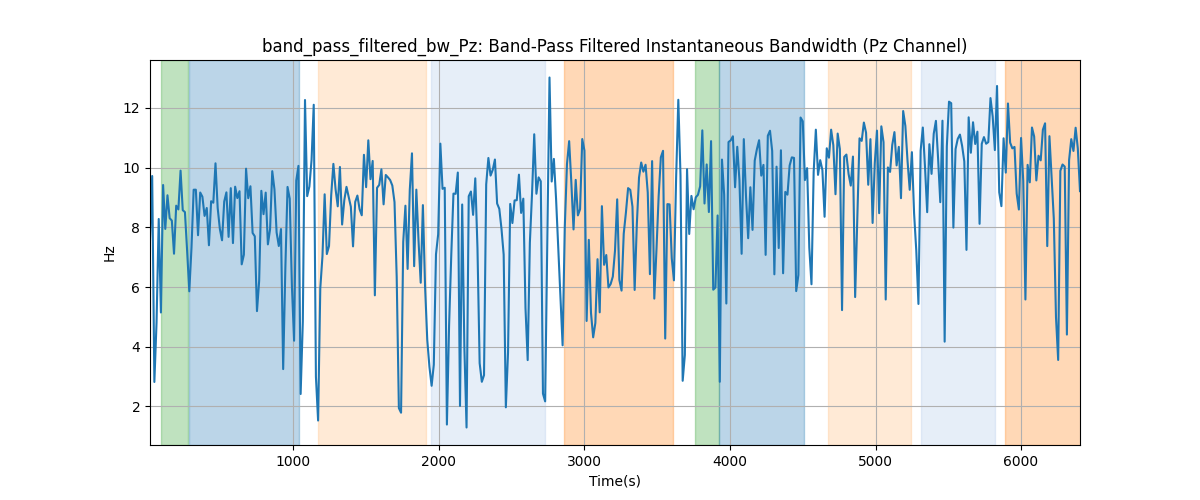 band_pass_filtered_bw_Pz: Band-Pass Filtered Instantaneous Bandwidth (Pz Channel)
12
10
8
6
4
2
Hz
1000 2000 3000 4000 5000 6000
Time(s)